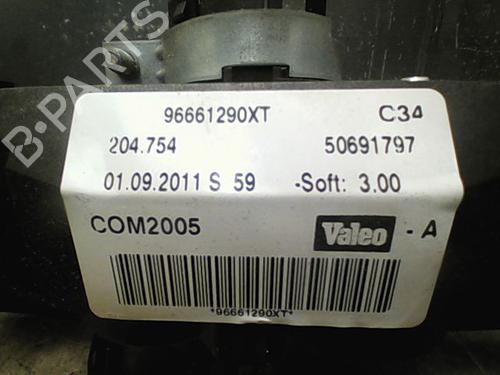 96661290XT C34
204.754 50691797
01.09.2011 S 59 -Soft: 3.00
COM2005 Valeo - A
*96661290XT*
B-PARTS